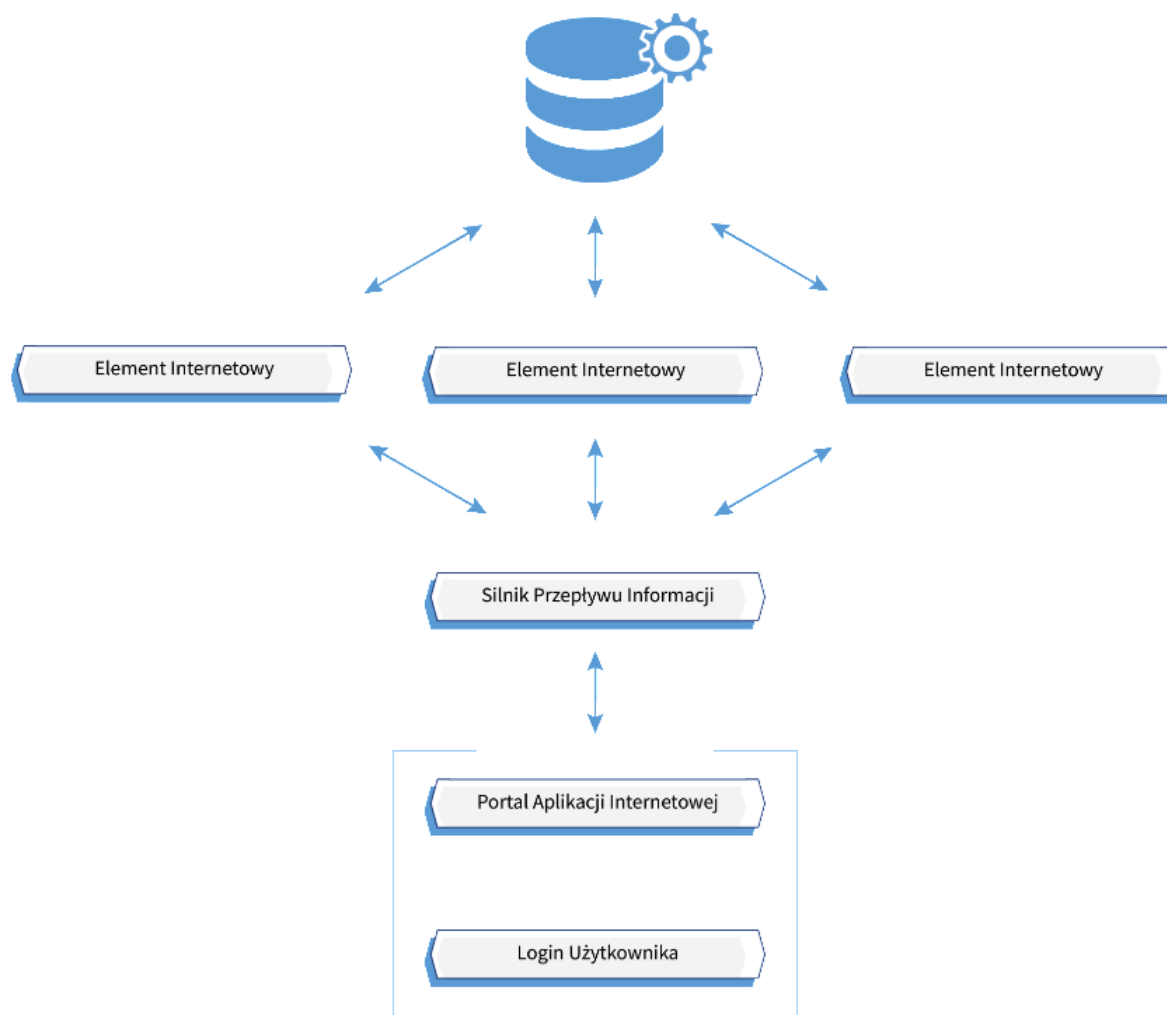 Element Internetowy
Element Internetowy
Element Internetowy
Silnik Przepływu Informacji
Portal Aplikacji Internetowej
Login Użytkownika